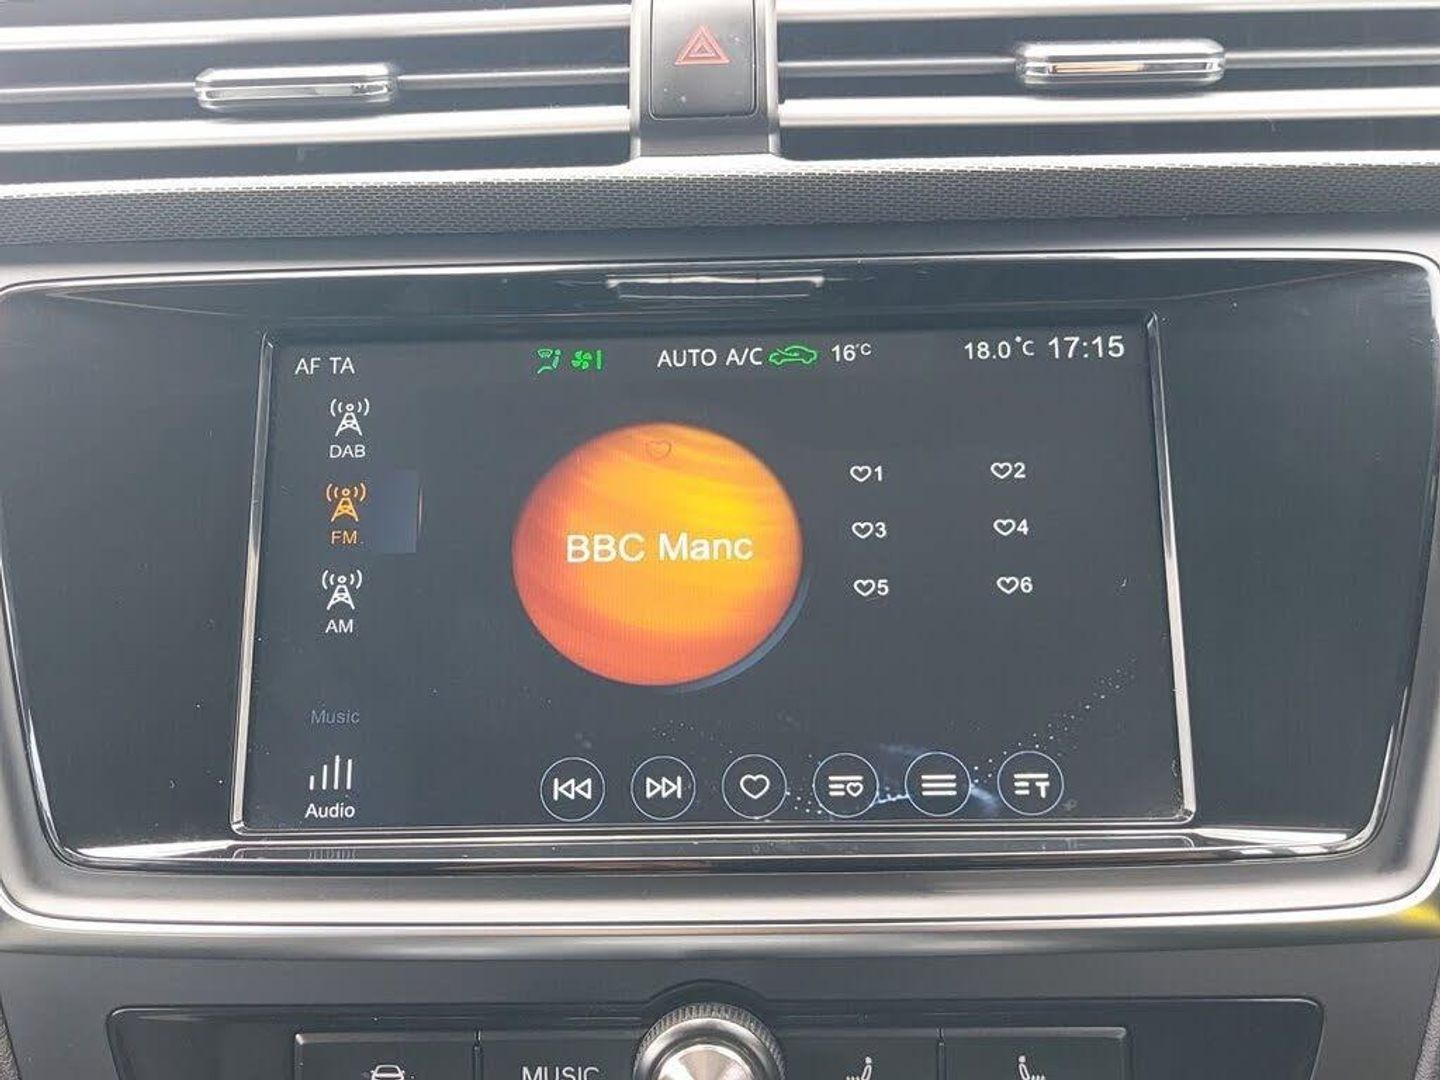 AF TA
AUTO A/C 16°C
18.0°C 17:15
DAB
FM
AM
Music
Audio
BBC Manc
1
2
3
4
5
6
T
MUSIC